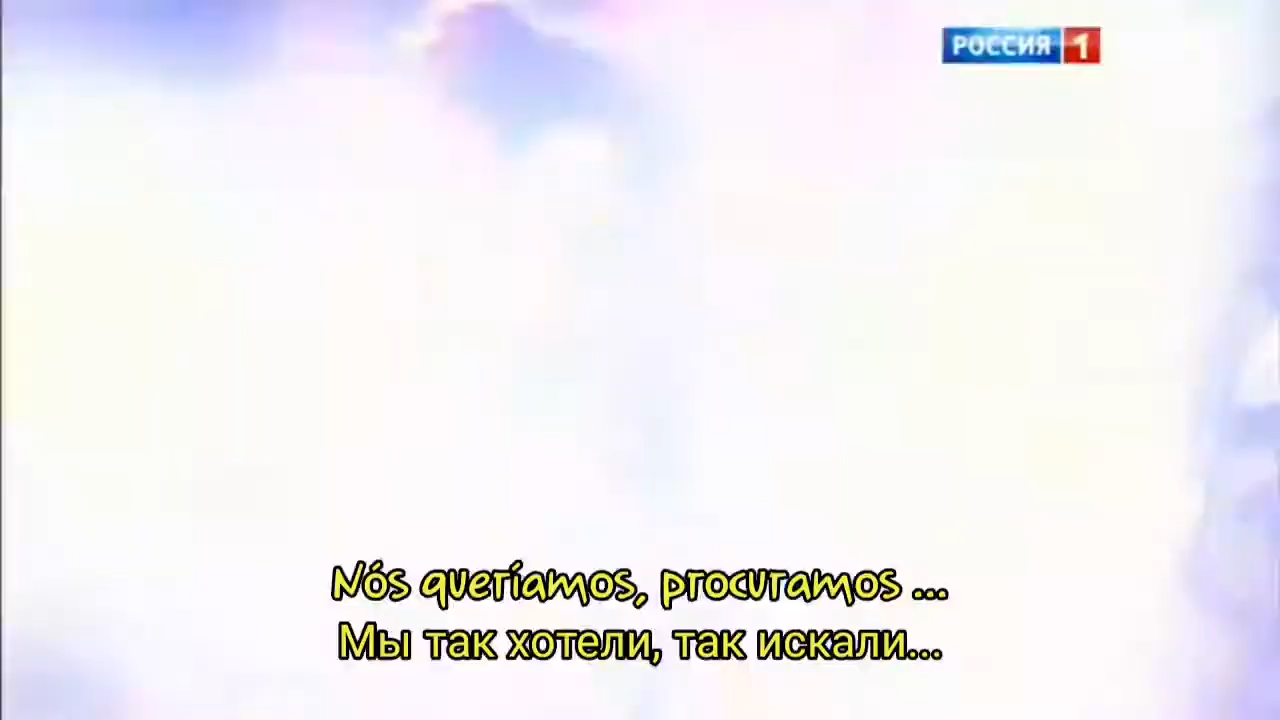 РОССИЯ 1
Nós queríamos, procuramos ...
Мы так хотели, так искали...